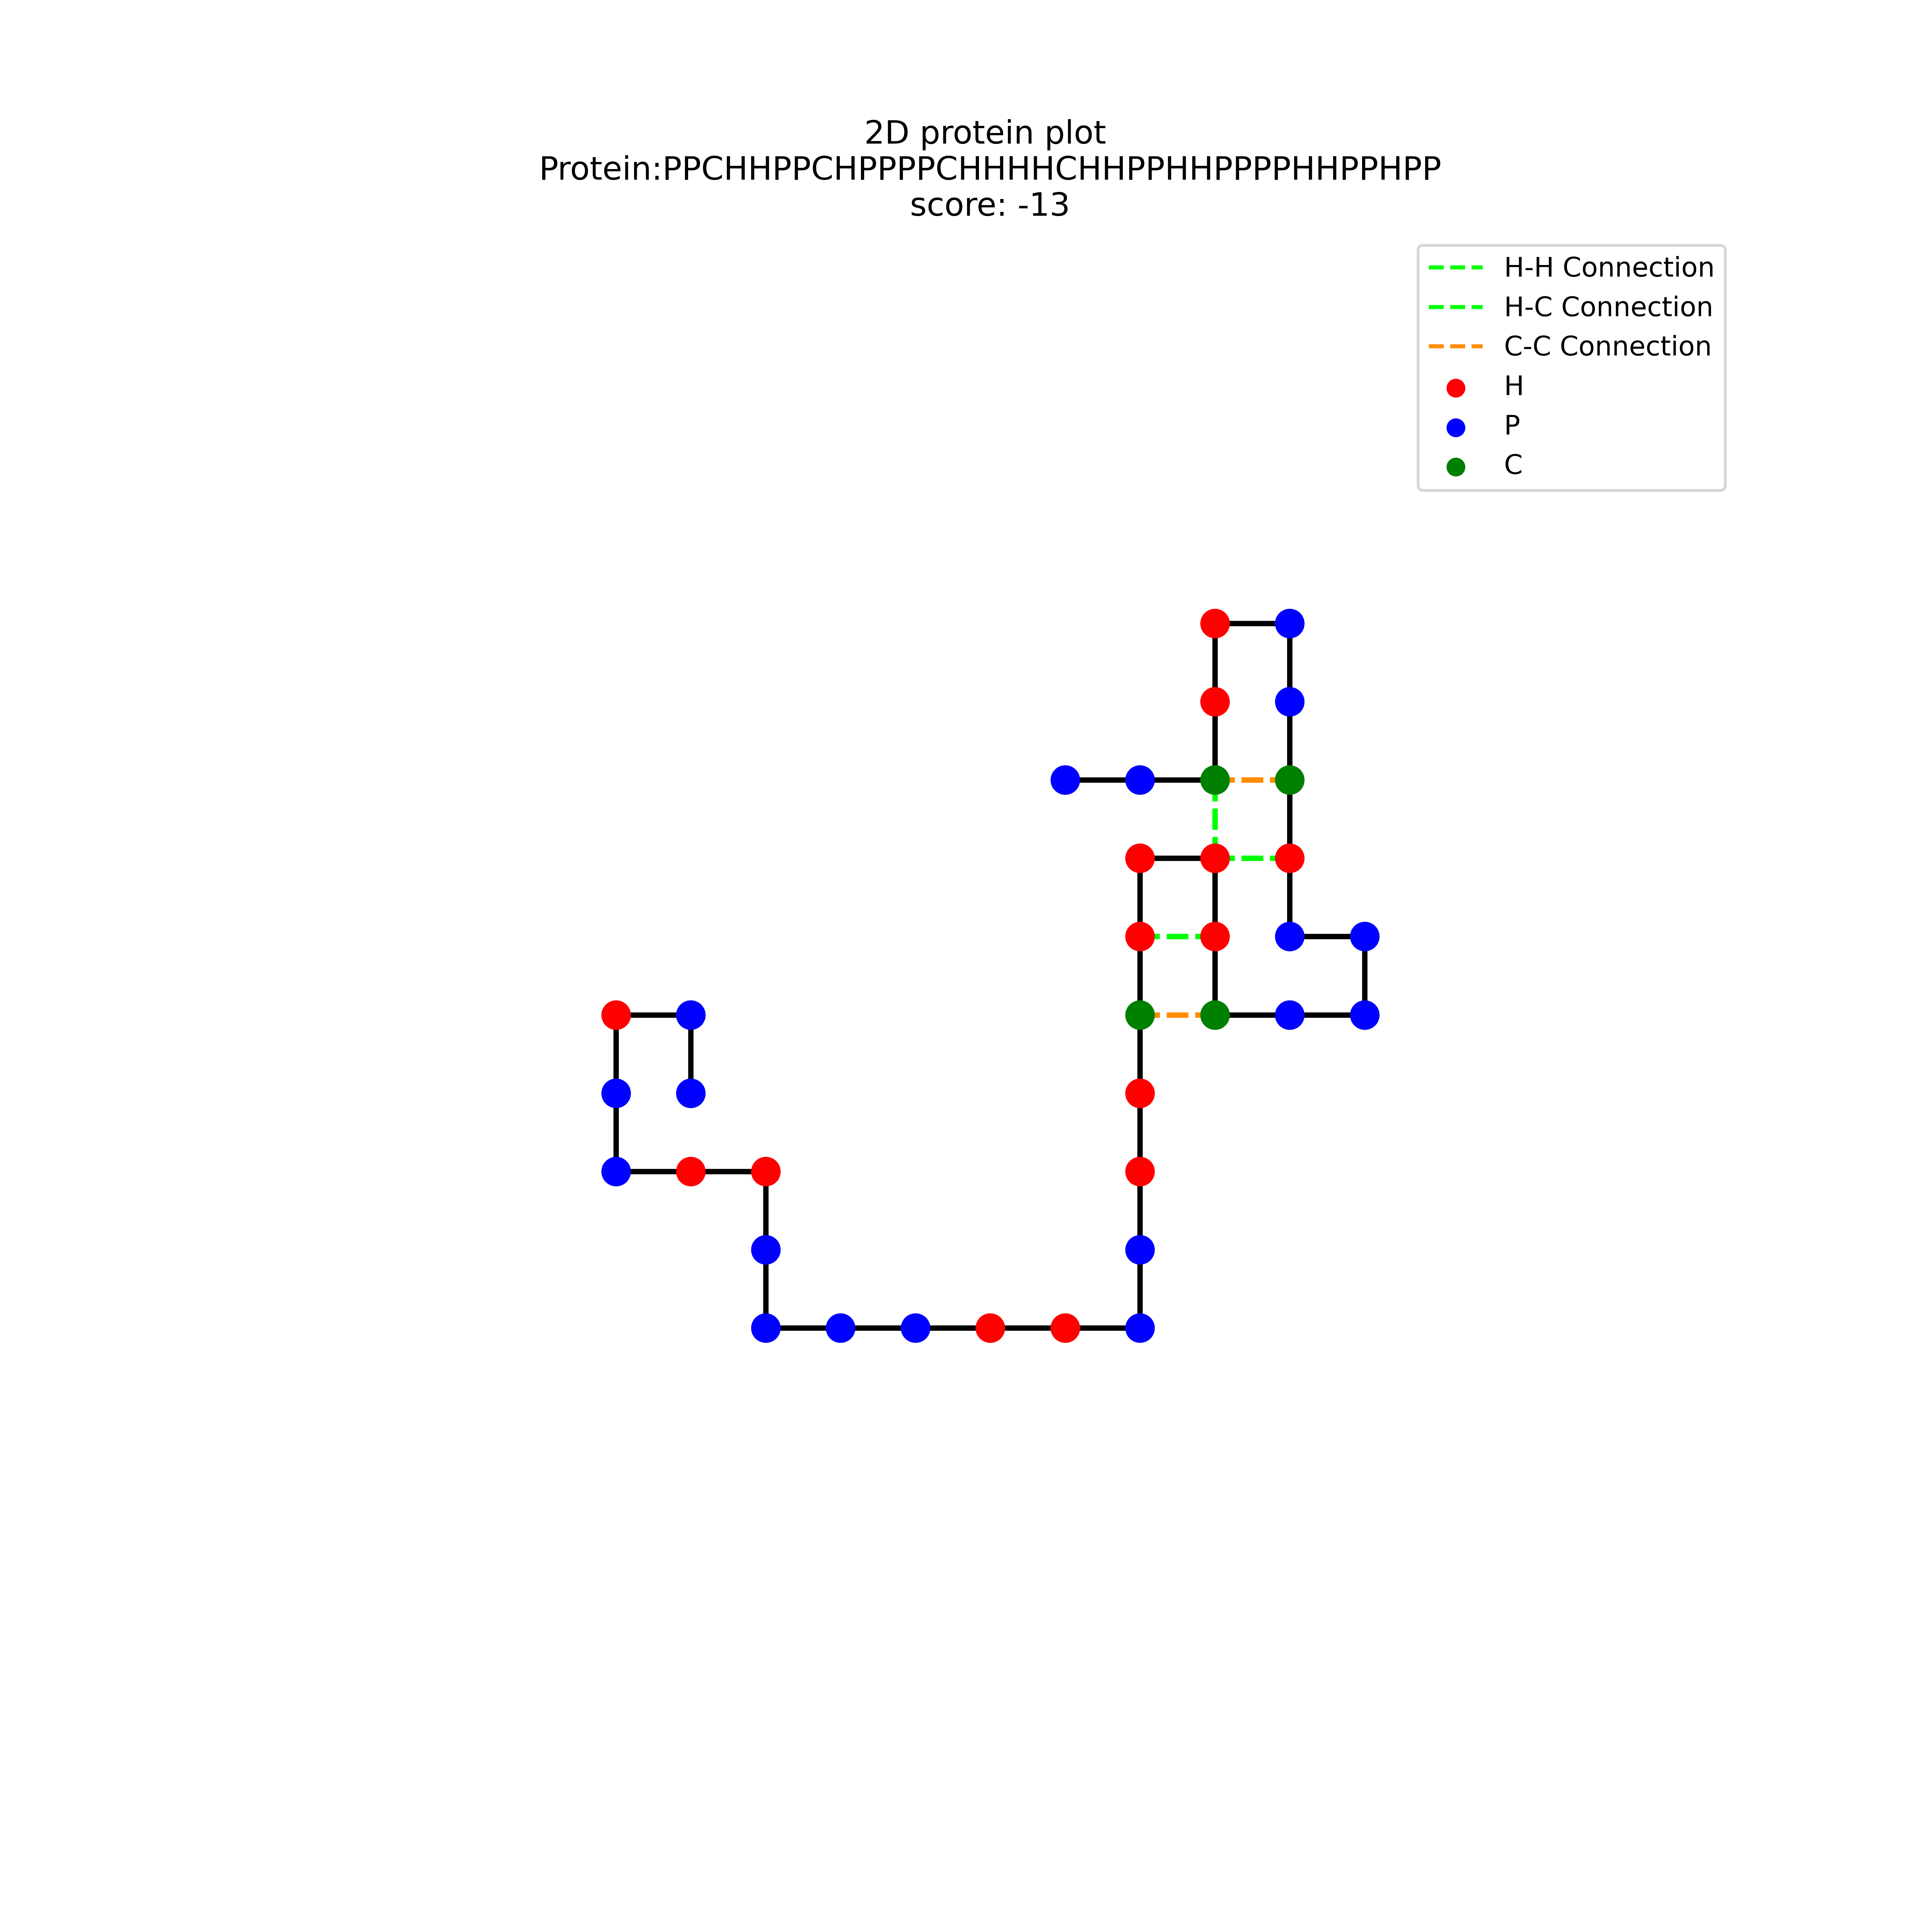 2D protein plot
Protein:PPCHHPPCHPPPPCHHHHCHHPPHHPPPPHHPPHPP
score: -13
H-H Connection
H-C Connection
C-C Connection
H
P
C